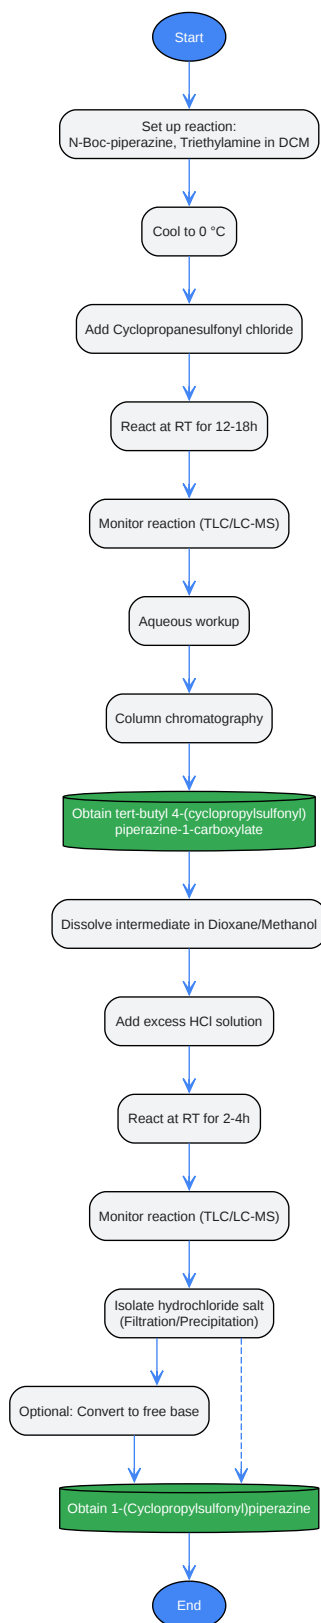 Start
Set up reaction:
N-Boc-piperazine, Triethylamine in DCM
Cool to 0 °C
Add Cyclopropanesulfonyl chloride
React at RT for 12-18h
Monitor reaction (TLC/LC-MS)
Aqueous workup
Column chromatography
Obtain tert-butyl 4-(cyclopropylsulfonyl)
piperazine-1-carboxylate
Dissolve intermediate in Dioxane/Methanol
Add excess HCl solution
React at RT for 2-4h
Monitor reaction (TLC/LC-MS)
Isolate hydrochloride salt
(Filtration/Precipitation)
Optional: Convert to free base
Obtain 1-(Cyclopropylsulfonyl)piperazine
End